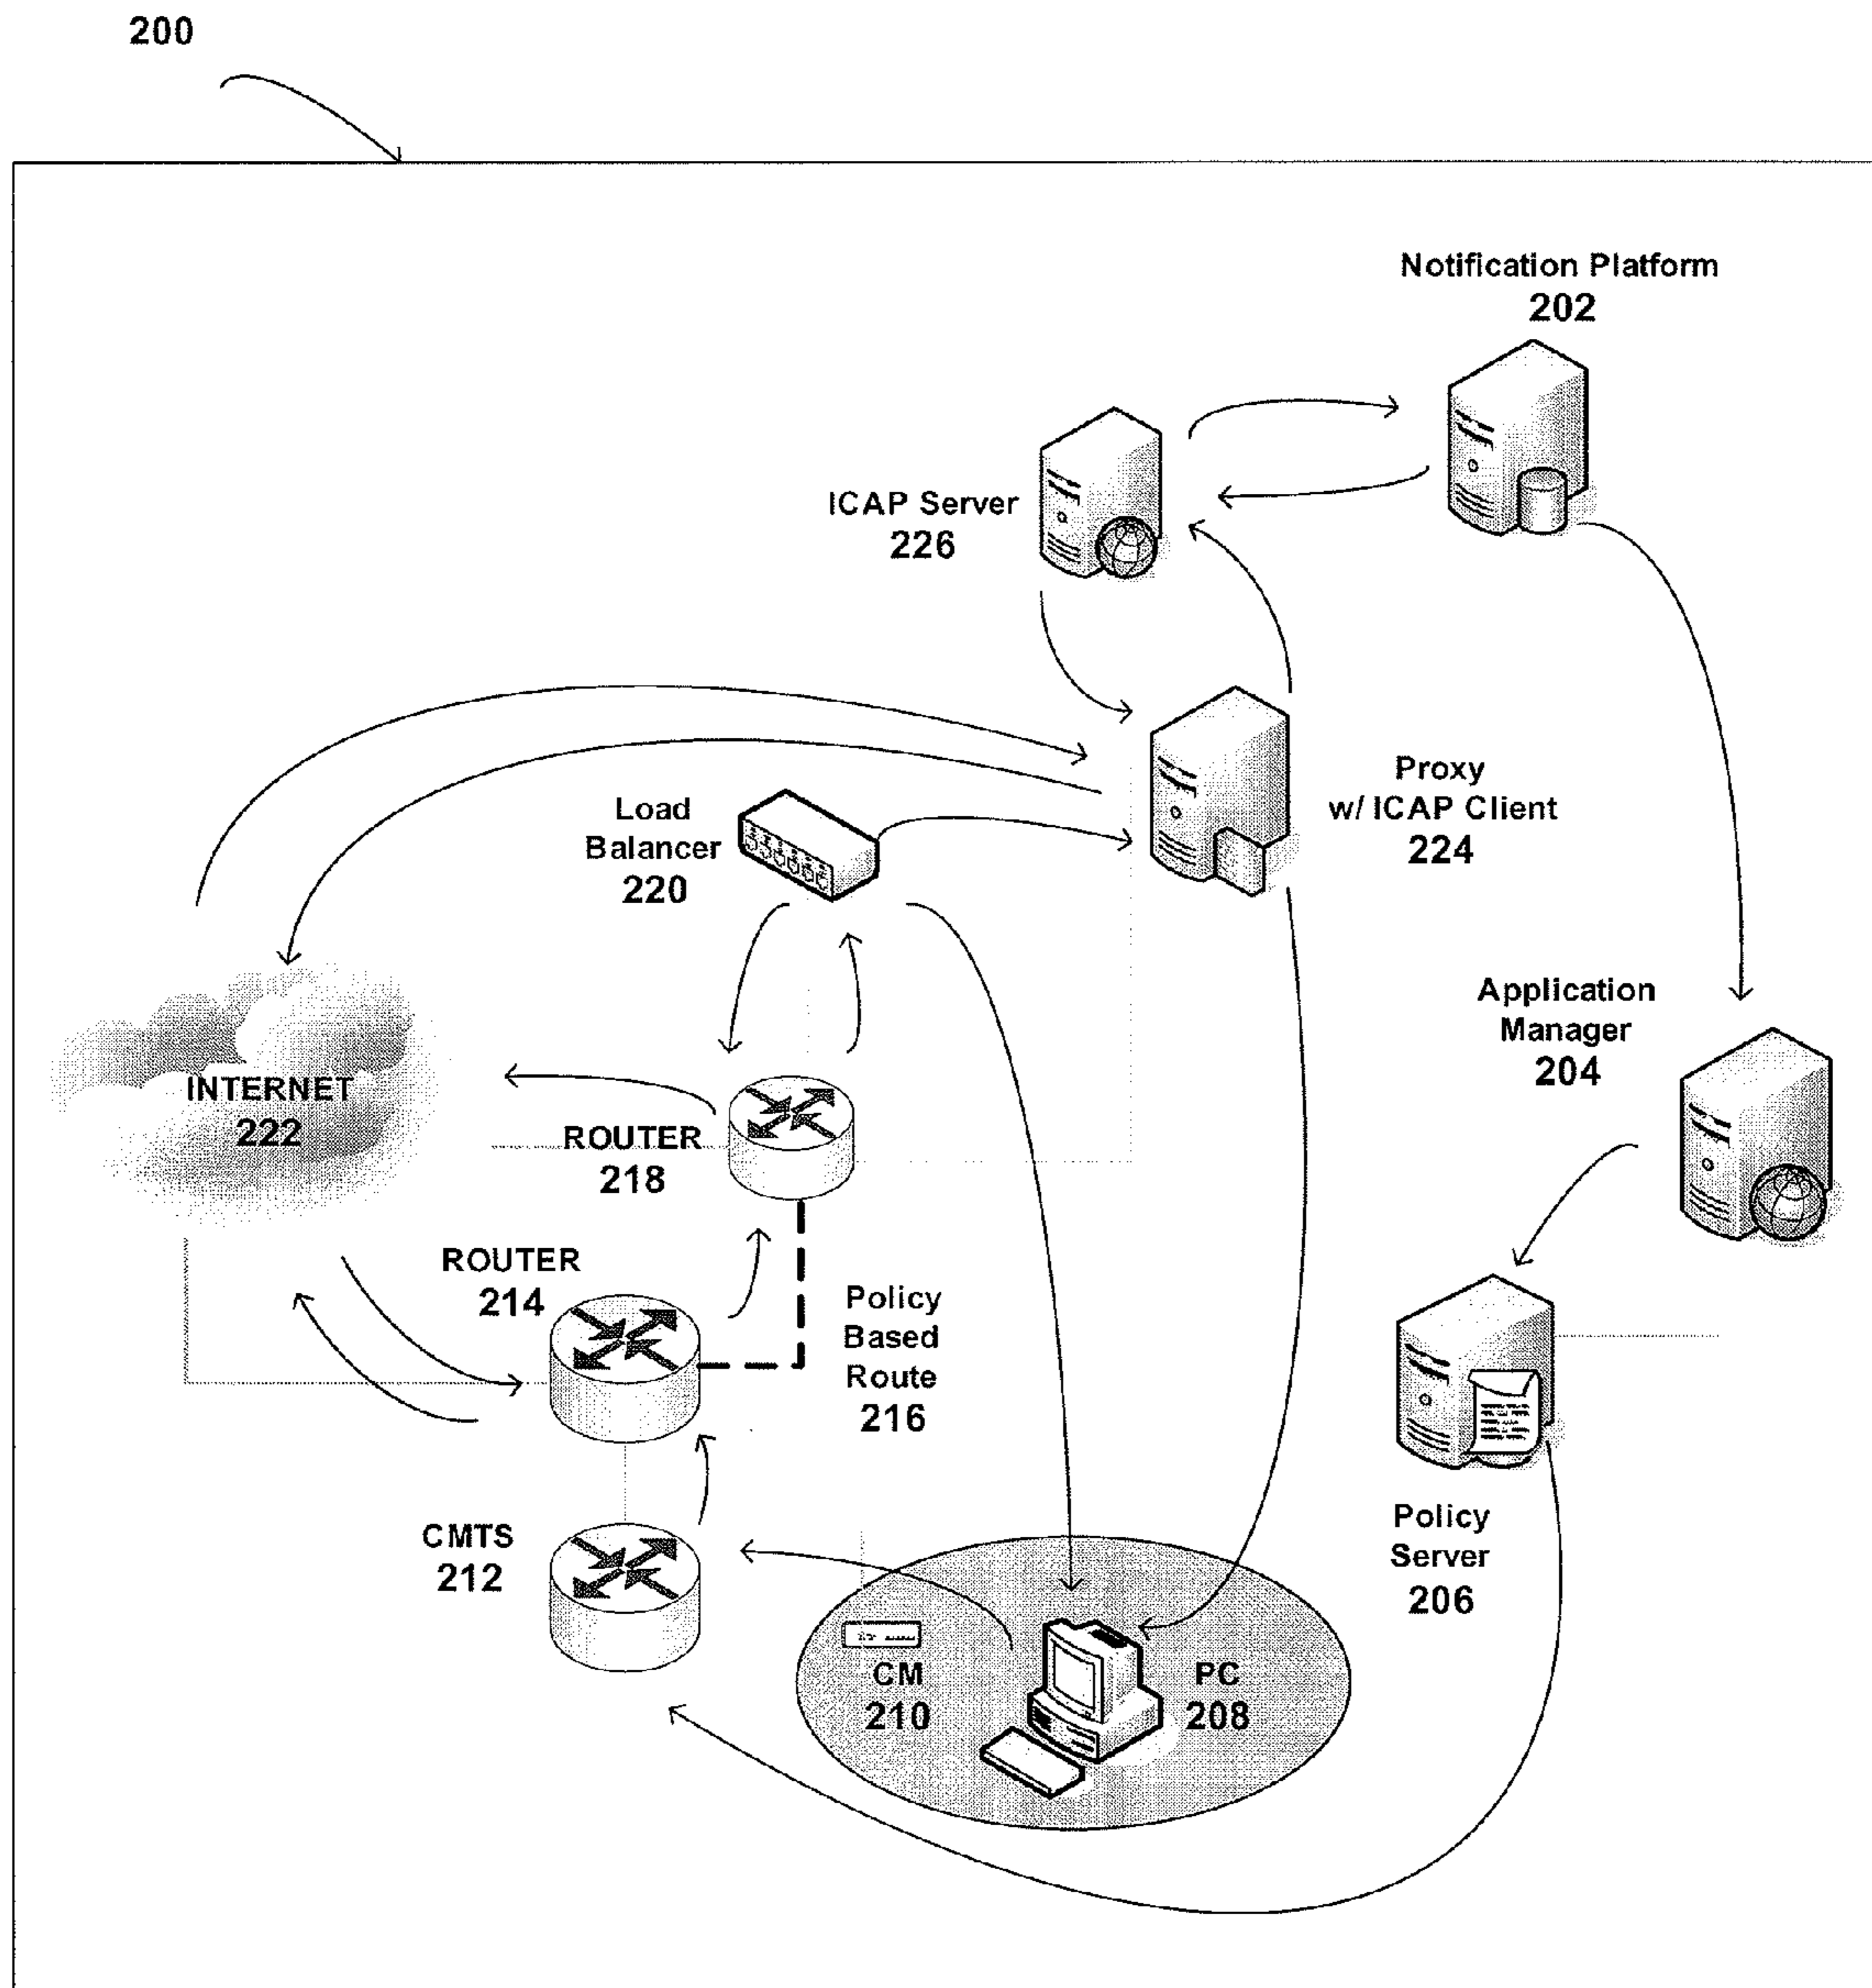 200
Notification Platform
202
ICAP Server
226
Proxy
w/ ICAP Client
224
Load
Balancer
220
Application
Manager
204
INTERNET
222
ROUTER
218
ROUTER
214
Policy
Based
Route
216
CMTS
212
Policy
Server
206
CM
210
PC
208